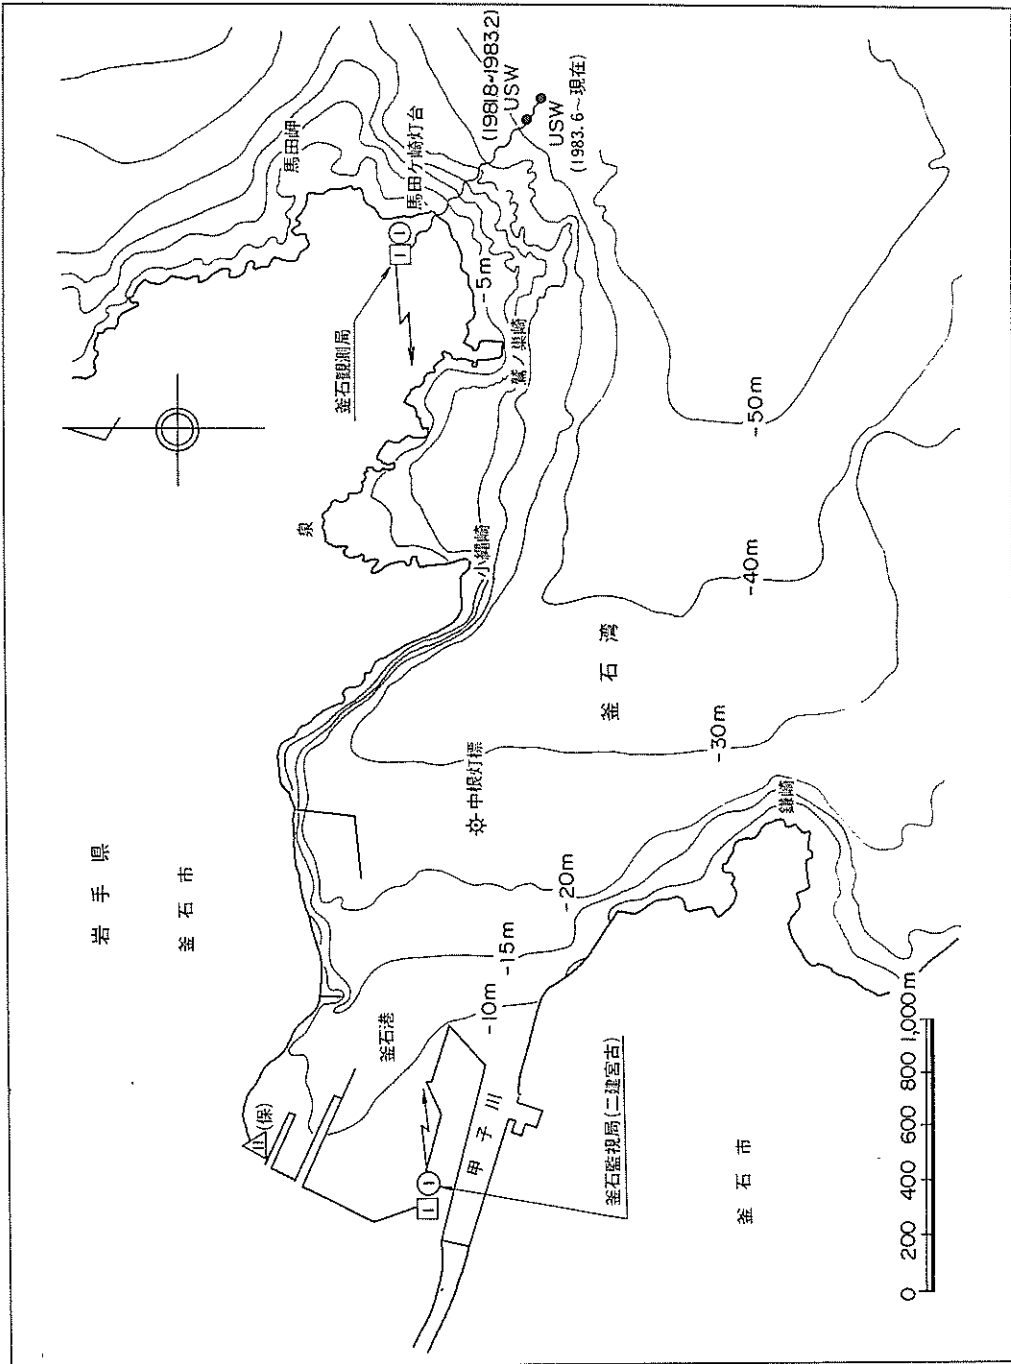 岩手県
釜石市
泉
馬田岬
馬田ケ崎灯台
釜石観測局
(1981.8~1983.2)
USW
USW
(1983.6~現在)
-5m
鷲ノ巣崎
小繩崎
釜石湾
中根灯標
鎌崎
釜石港
(保)
甲子川
釜石監視局(二建宮古)
釜石市
-10m
-15m
-20m
-30m
-40m
-50m
0 200 400 600 800 1,000m